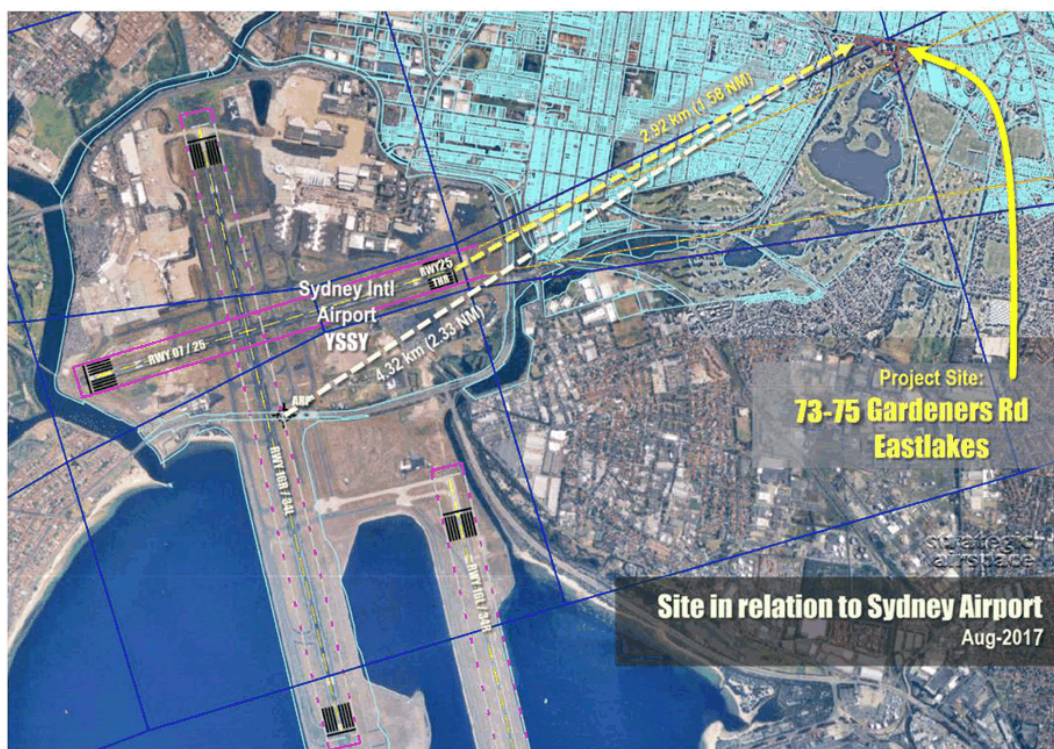 2.92 km (1.58 NM)
RWY25
THR
Sydney Intl
Airport
YSSY
4.32 km (2.33 NM)
RWY 07 / 25
ARP
Project Site:
73-75 Gardeners Rd
Eastlakes
RWY 16R / 34L
RWY 16L / 34R
strategic
airspace
Site in relation to Sydney Airport
Aug-2017